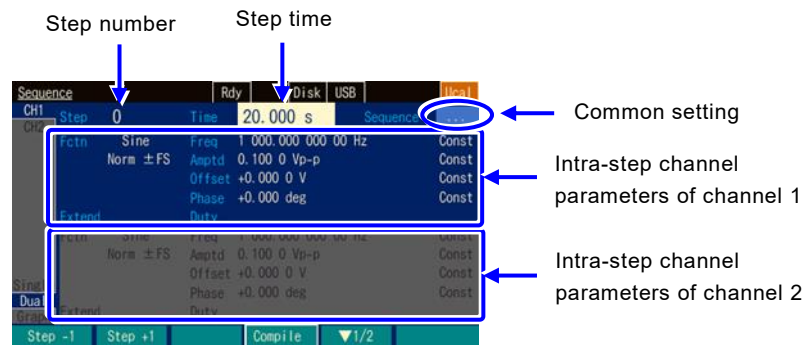 Step number Step time
Sequence Rdy Disk USB Ucal
CH1 Step 0 Time 20.000 s Sequence ... Common setting
CH2
Fctn Sine Freq 1 000.000 000 00 Hz Const
Norm ±FS Amptd 0.100 0 Vp-p Const
Offset +0.000 0 V Const
Phase +0.000 deg Const
Extend Duty
Intra-step channel
parameters of channel 1
Fctn Sine Freq 1 000.000 000 00 Hz Const
Norm ±FS Amptd 0.100 0 Vp-p Const
Offset +0.000 0 V Const
Phase +0.000 deg Const
Extend Duty
Intra-step channel
parameters of channel 2
Dual
Step -1 Step +1 Compile ▼1/2